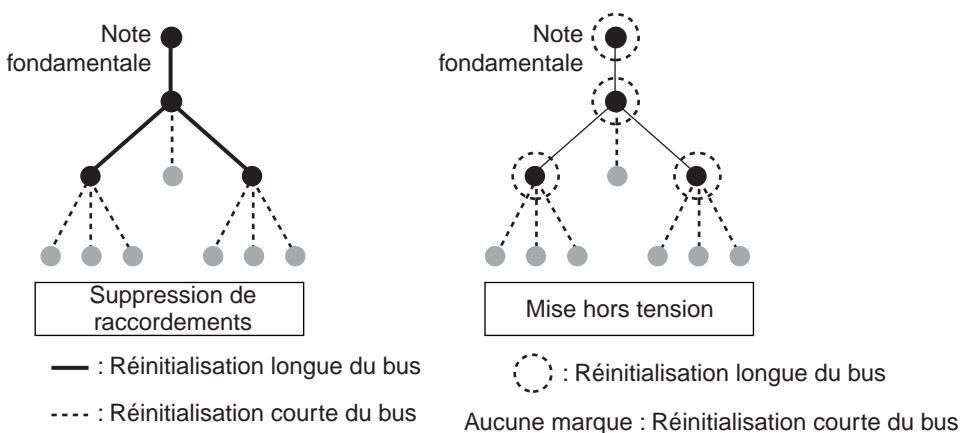 Note
fondamentale
Suppression de
raccordements
: Réinitialisation longue du bus
: Réinitialisation courte du bus
Note
fondamentale
Mise hors tension
: Réinitialisation longue du bus
Aucune marque : Réinitialisation courte du bus